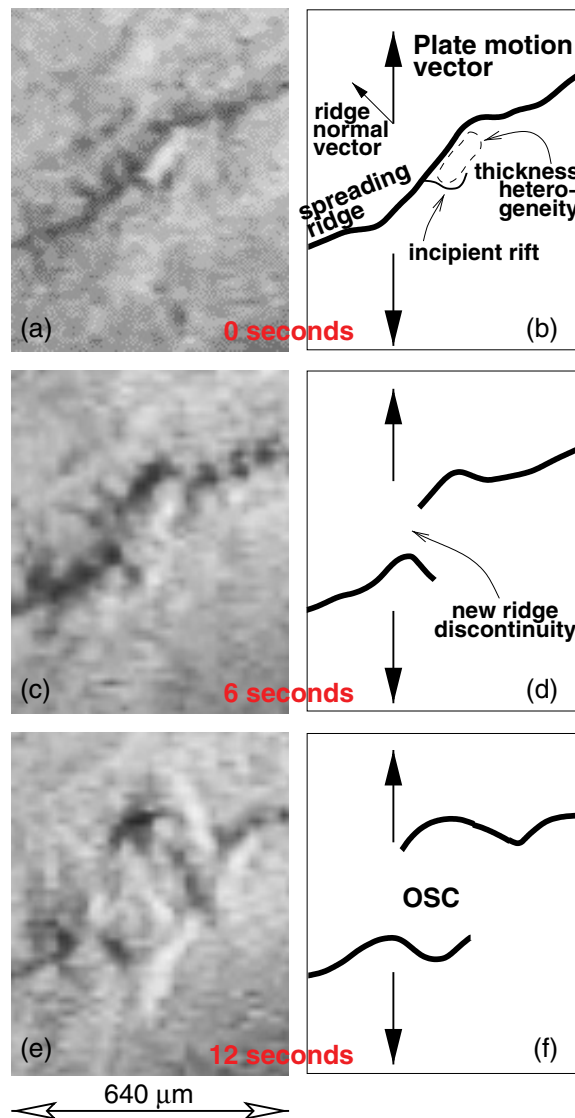 Plate motion
vector
ridge
normal
vector
spreading
ridge
thickness
hetero-
geneity
incipient rift
(a)
0 seconds
(b)
new ridge
discontinuity
(c)
6 seconds
(d)
OSC
(e)
12 seconds
(f)
640 μm